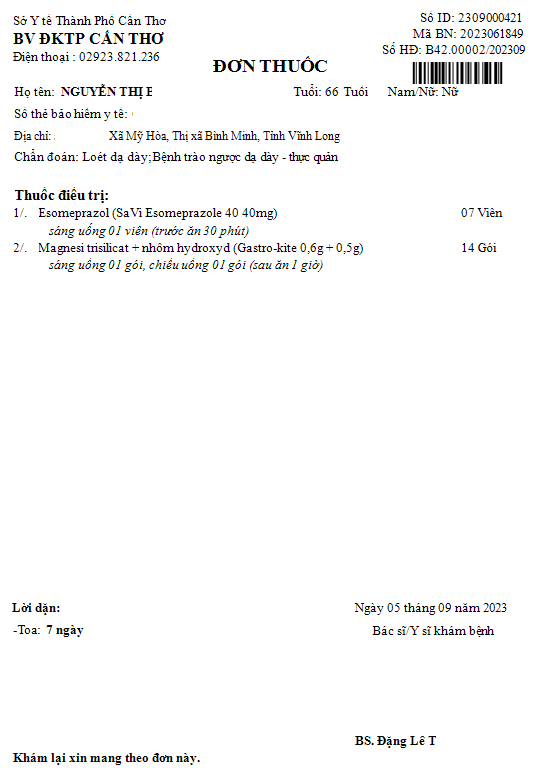 Sở Y tế Thành Phố Cần Thơ
BV ĐKTP CẦN THƠ
Điện thoại : 02923.821.236
Số ID: 2309000421
Mã BN: 2023061849
Số HĐ: B42.00002/202309
ĐƠN THUỐC
Họ tên: NGUYỄN THỊ B Tuổi: 66 Tuổi Nam/Nữ: Nữ
Số thẻ bảo hiểm y tế:
Địa chỉ: Xã Mỹ Hòa, Thị xã Bình Minh, Tỉnh Vĩnh Long
Chẩn đoán: Loét dạ dày;Bệnh trào ngược dạ dày - thực quản
Thuốc điều trị:
1/. Esomeprazol (SaVi Esomeprazole 40 40mg) 07 Viên
sáng uống 01 viên (trước ăn 30 phút)
2/. Magnesi trisilicat + nhôm hydroxyd (Gastro-kite 0,6g + 0,5g) 14 Gói
sáng uống 01 gói, chiều uống 01 gói (sau ăn 1 giờ)
Lời dặn:
-Toa: 7 ngày
Ngày 05 tháng 09 năm 2023
Bác sĩ/Y sĩ khám bệnh
BS. Đặng Lê T
Khám lại xin mang theo đơn này.